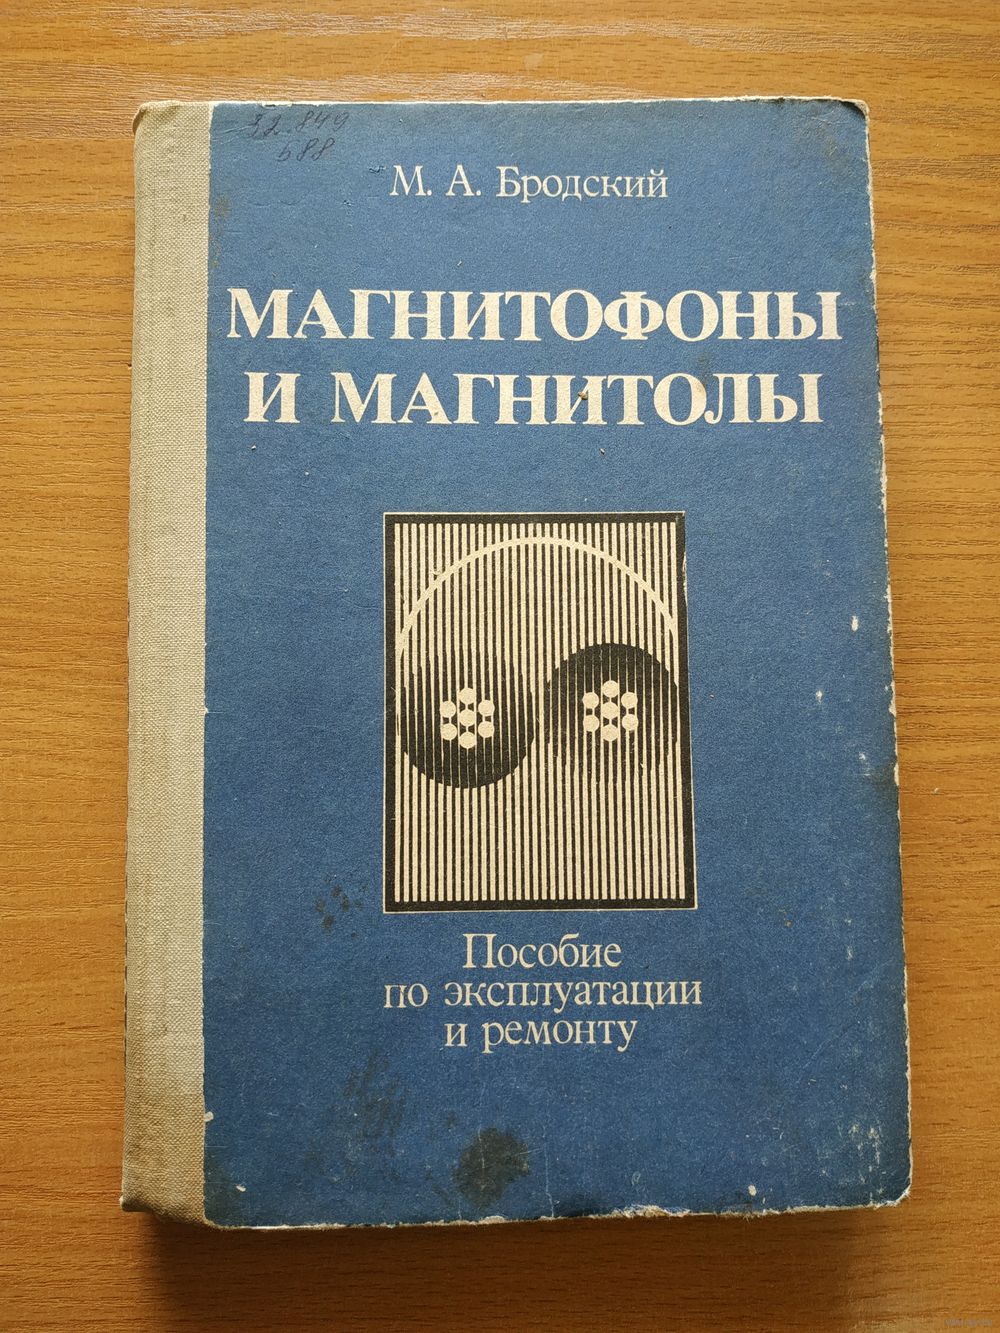 32.849
Б88
М. А. Бродский
МАГНИТОФОНЫ
И МАГНИТОЛЫ
Пособие
по эксплуатации
и ремонту